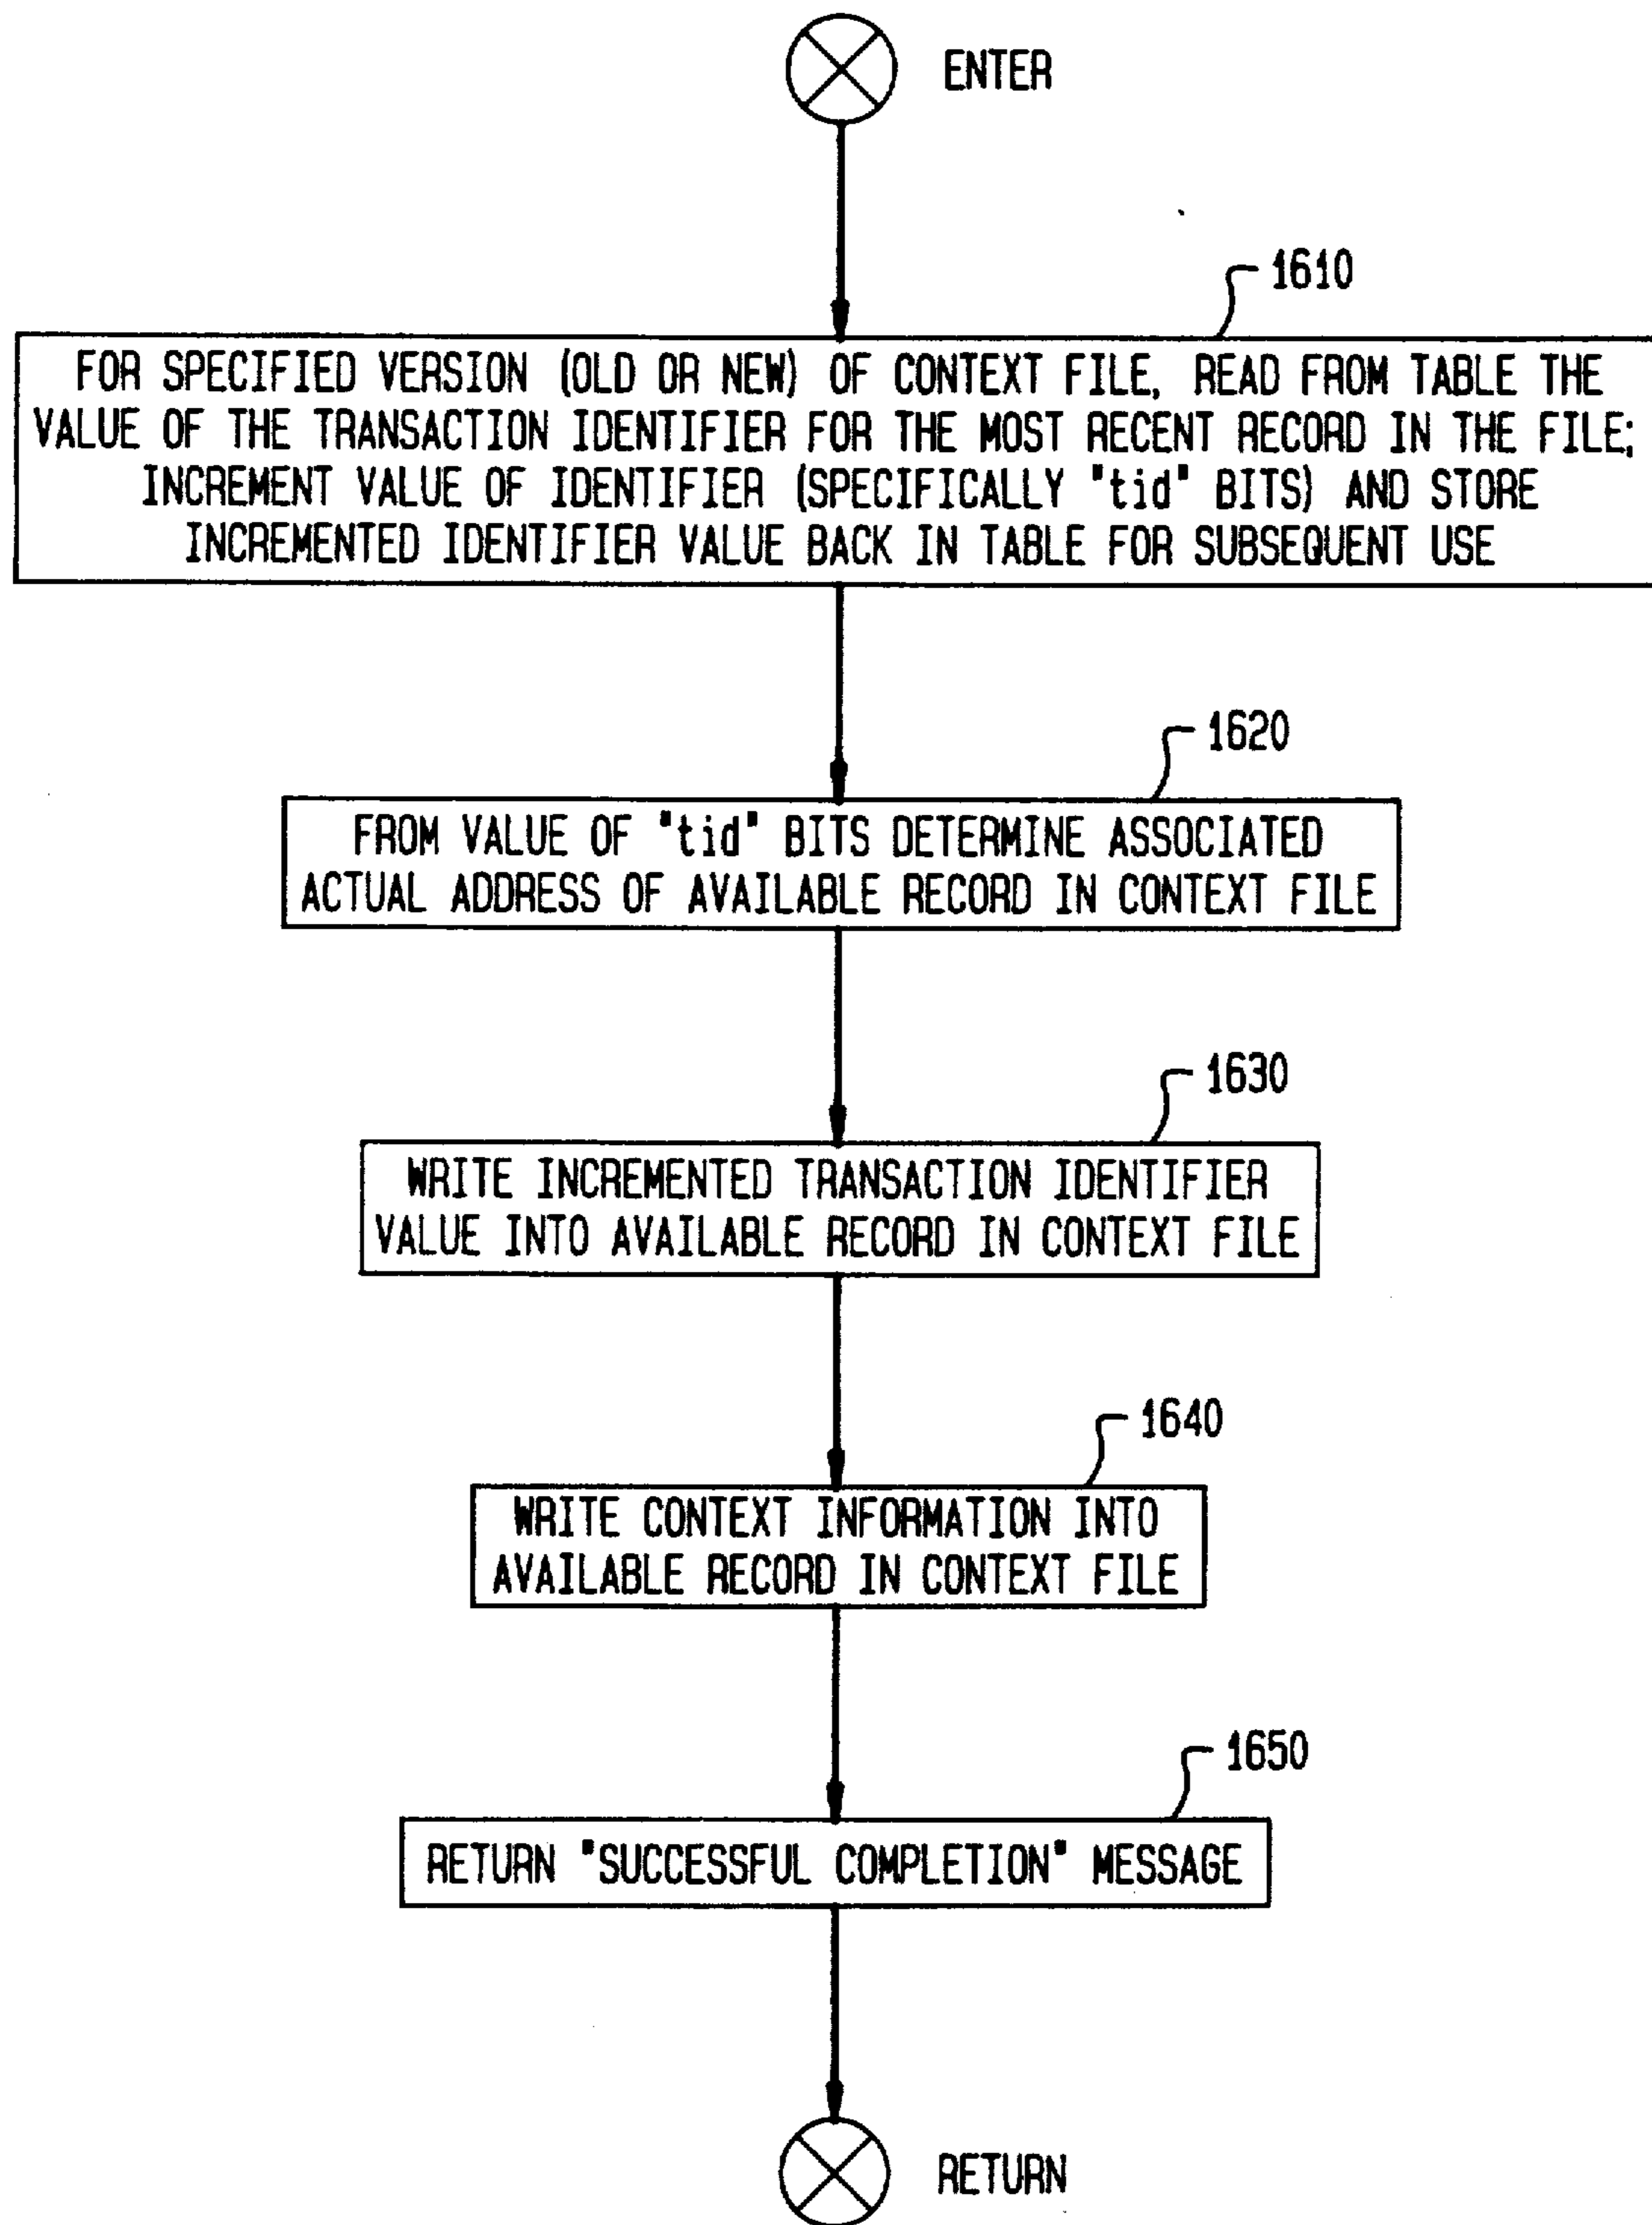 ENTER
1610
FOR SPECIFIED VERSION (OLD OR NEW) OF CONTEXT FILE, READ FROM TABLE THE
VALUE OF THE TRANSACTION IDENTIFIER FOR THE MOST RECENT RECORD IN THE FILE;
INCREMENT VALUE OF IDENTIFIER (SPECIFICALLY "tid" BITS) AND STORE
INCREMENTED IDENTIFIER VALUE BACK IN TABLE FOR SUBSEQUENT USE
1620
FROM VALUE OF "tid" BITS DETERMINE ASSOCIATED
ACTUAL ADDRESS OF AVAILABLE RECORD IN CONTEXT FILE
1630
WRITE INCREMENTED TRANSACTION IDENTIFIER
VALUE INTO AVAILABLE RECORD IN CONTEXT FILE
1640
WRITE CONTEXT INFORMATION INTO
AVAILABLE RECORD IN CONTEXT FILE
1650
RETURN "SUCCESSFUL COMPLETION" MESSAGE
RETURN